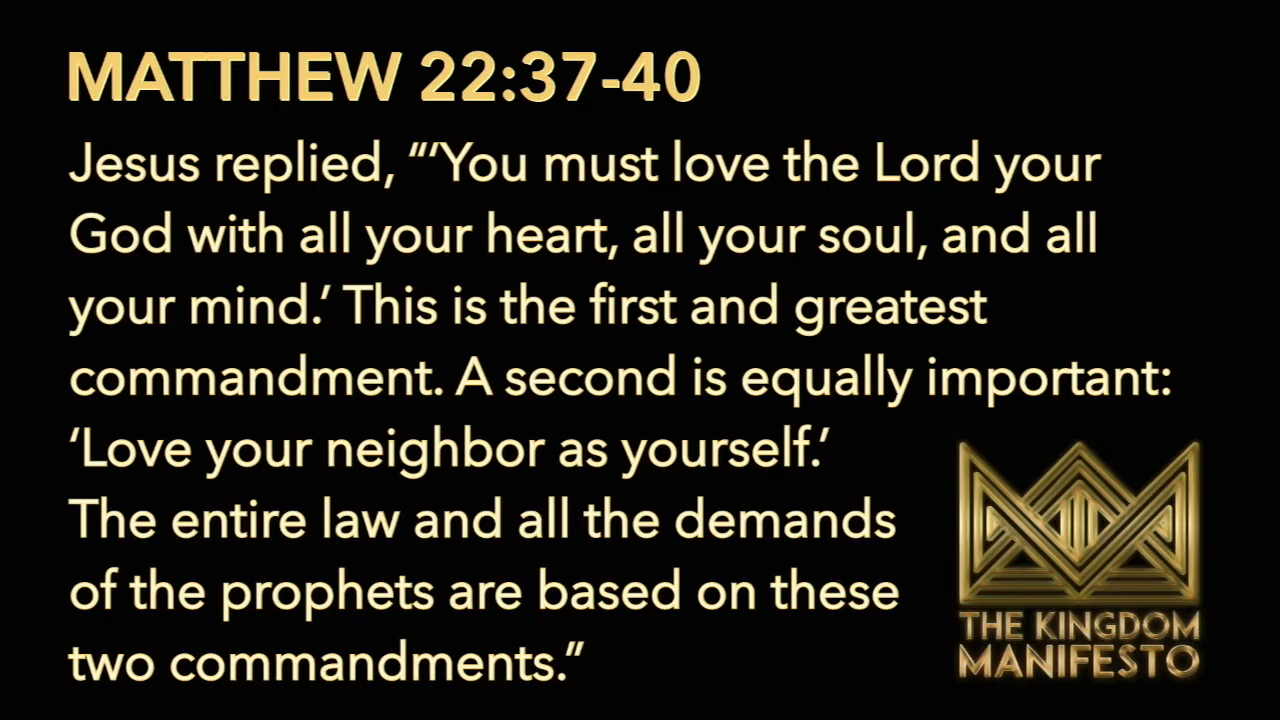 MATTHEW 22:37-40
Jesus replied, “‘You must love the Lord your
God with all your heart, all your soul, and all
your mind.’ This is the first and greatest
commandment. A second is equally important:
‘Love your neighbor as yourself.’
The entire law and all the demands
of the prophets are based on these
two commandments.”
THE KINGDOM
MANIFESTO